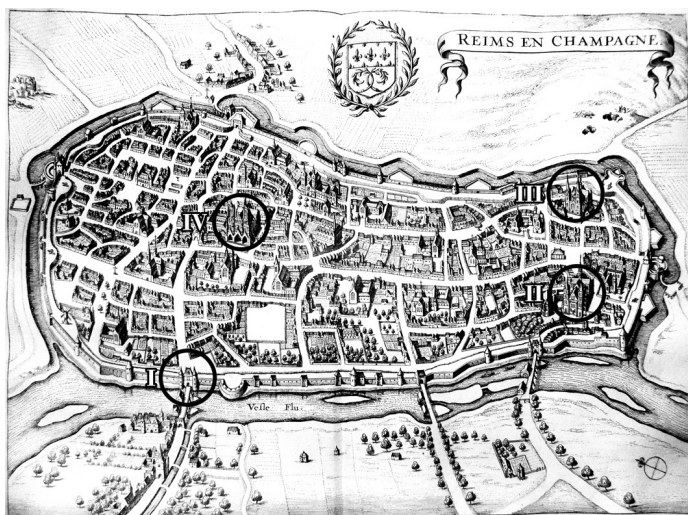 REIMS EN CHAMPAGNE
III
IV
II
I
Vesle Flu.